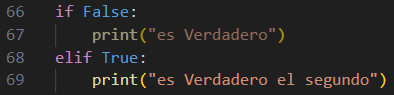 66 if False:
67     print("es Verdadero")
68 elif True:
69     print("es Verdadero el segundo")